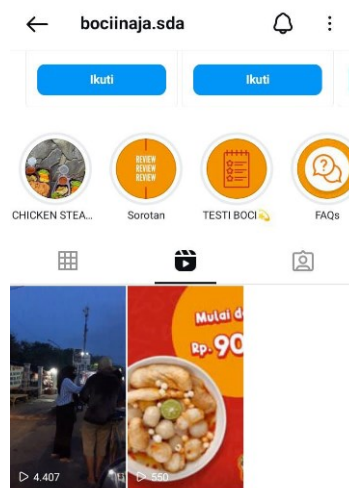 bociinaja.sda
Ikuti
Ikuti
REVIEW
REVIEW
REVIEW
CHICKEN STEA...
Sorotan
TESTI BOCI💫
FAQs
Mulai d
Rp. 90
4.407
550